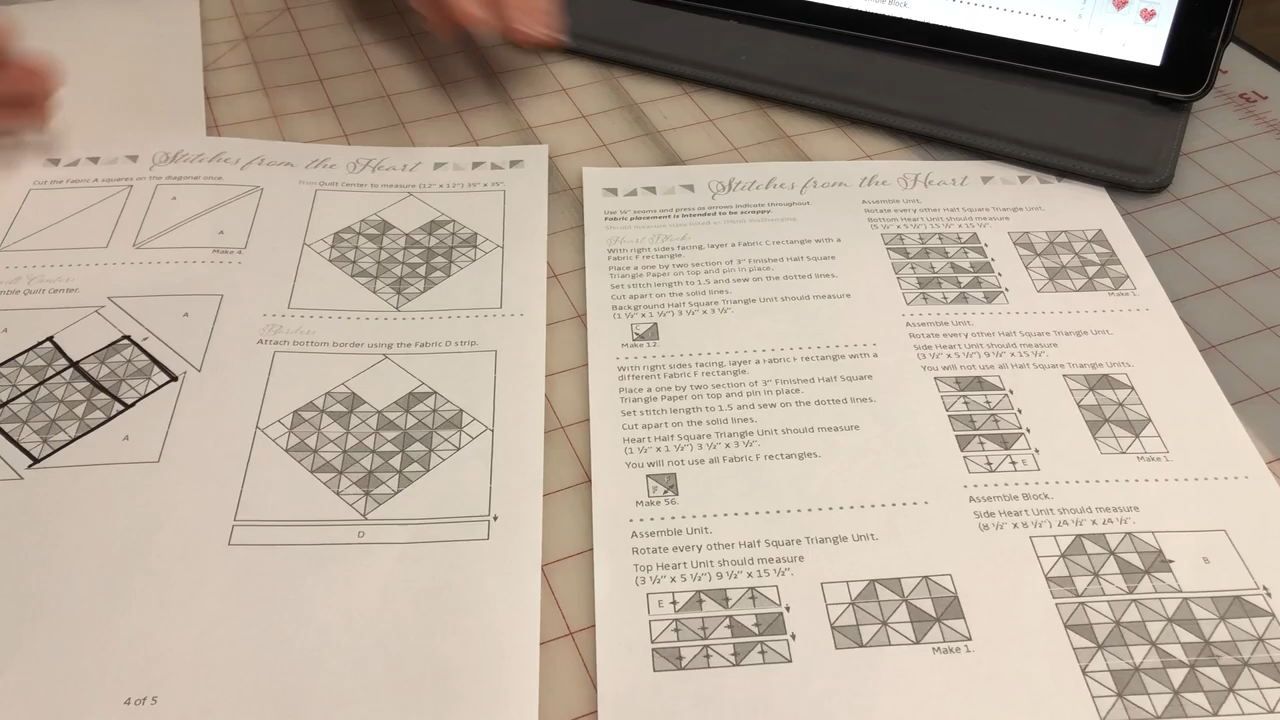 Stitches from the Heart
Cut the Fabric A squares on the diagonal once.
A
A
Make 4.
Quilt Center to measure (12" x 12") 35" x 35".
A
A
A
Borders
Attach bottom border using the Fabric D strip.
D
4 of 5
Stitches from the Heart
Use ¼" seams and press as arrows indicate throughout.
Fabric placement is intended to be scrappy.
Heart Block:
With right sides facing, layer a Fabric C rectangle with a
Fabric F rectangle.
Place a one by two section of 3" Finished Half Square
Triangle Paper on top and pin in place.
Set stitch length to 1.5 and sew on the dotted lines.
Cut apart on the solid lines.
Background Half Square Triangle Unit should measure
(1 ½" x 1 ½") 3 ½" x 3 ½".
C
Make 12.
With right sides facing, layer a Fabric F rectangle with a
different Fabric F rectangle.
Place a one by two section of 3" Finished Half Square
Triangle Paper on top and pin in place.
Set stitch length to 1.5 and sew on the dotted lines.
Cut apart on the solid lines.
Heart Half Square Triangle Unit should measure
(1 ½" x 1 ½") 3 ½" x 3 ½".
You will not use all Fabric F rectangles.
F
F
Make 56.
Assemble Unit.
Rotate every other Half Square Triangle Unit.
Top Heart Unit should measure
(3 ½" x 5 ½") 9 ½" x 15 ½".
E
Make 1.
Assemble Unit.
Rotate every other Half Square Triangle Unit.
Bottom Heart Unit should measure
(5 ½" x 5 ½") 15 ½" x 15 ½".
Make 1.
Assemble Unit.
Rotate every other Half Square Triangle Unit.
Side Heart Unit should measure
(3 ½" x 5 ½") 9 ½" x 15 ½".
You will not use all Half Square Triangle Units.
E
Make 1.
Assemble Block.
Side Heart Unit should measure
(8 ½" x 8 ½") 24 ½" x 24 ½".
B
Block.